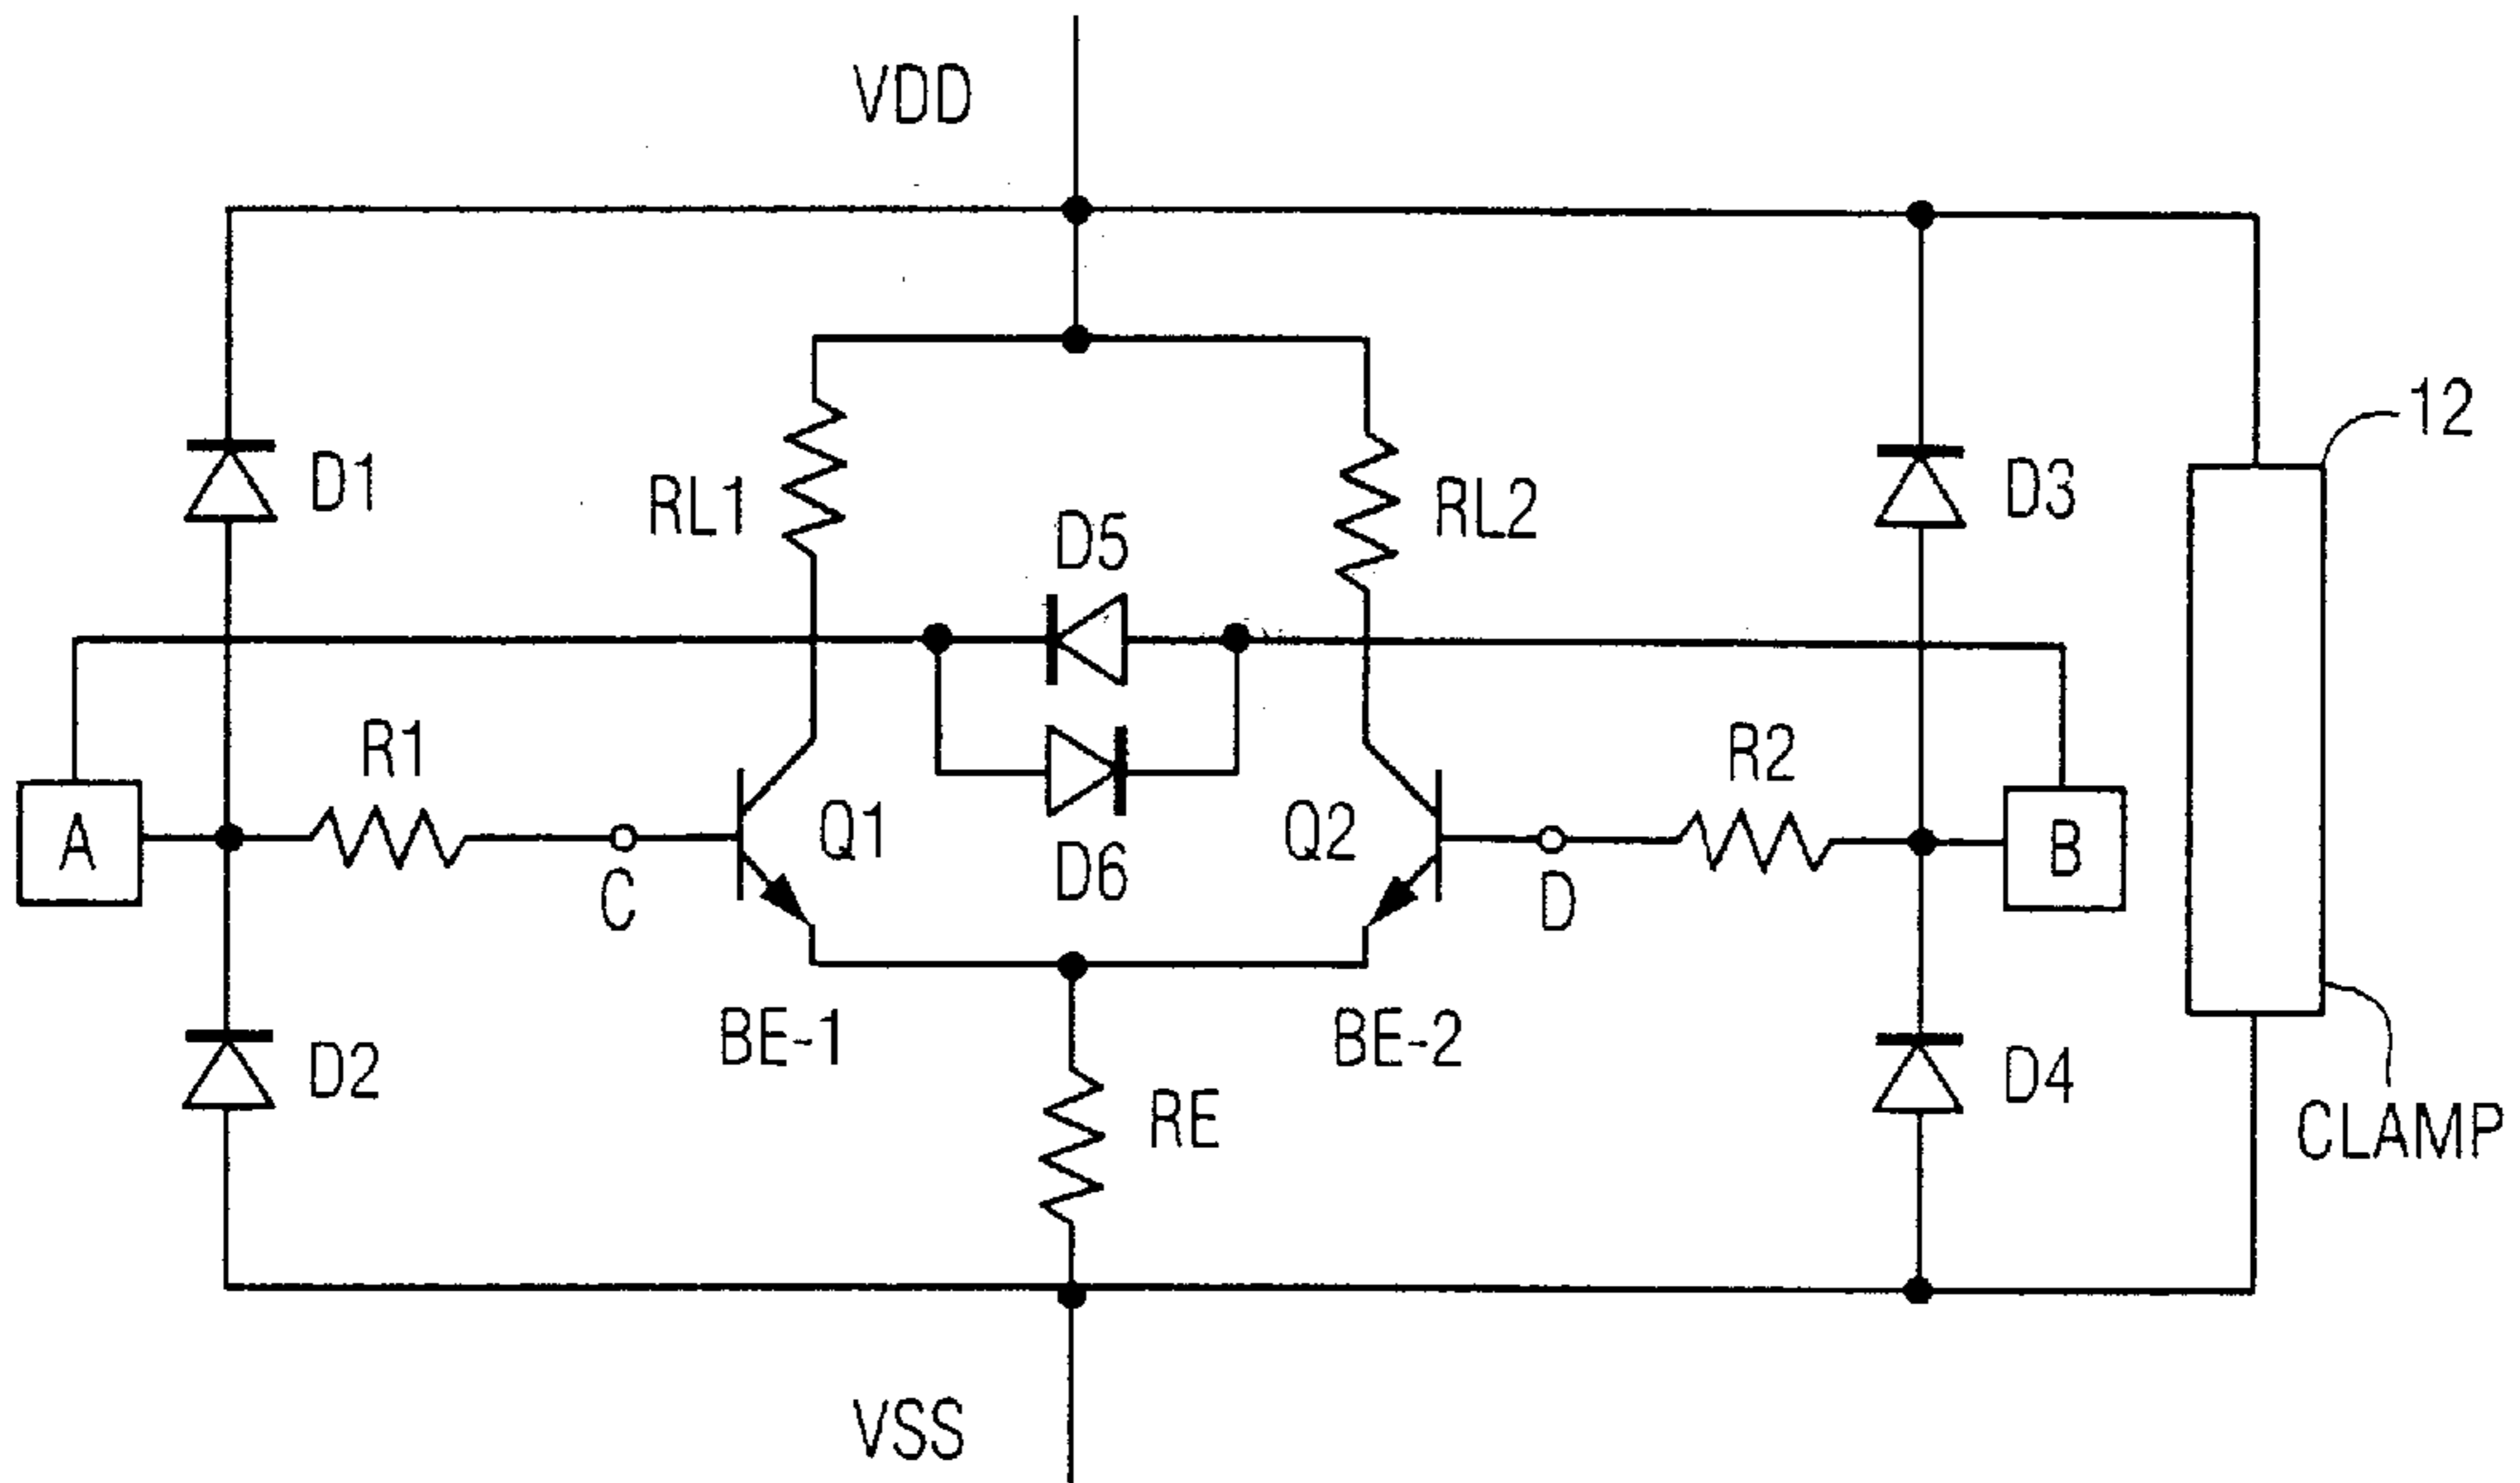 VDD
12
D1
D3
RL1
RL2
D5
R1
R2
A
Q1
Q2
B
D6
C
D
BE-1
BE-2
D2
D4
RE
CLAMP
VSS